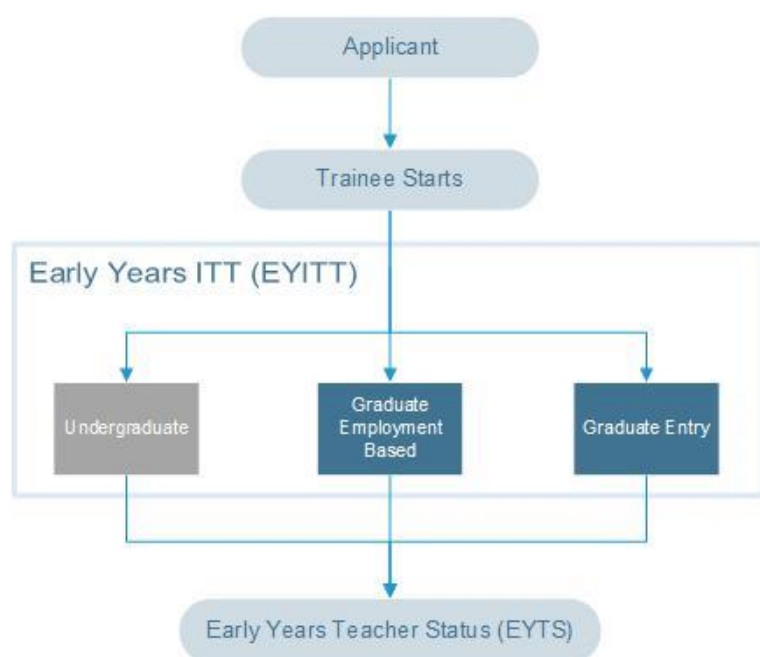 Applicant
Trainee Starts
Early Years ITT (EYITT)
Undergraduate
Graduate
Employment
Based
Graduate Entry
Early Years Teacher Status (EYTS)